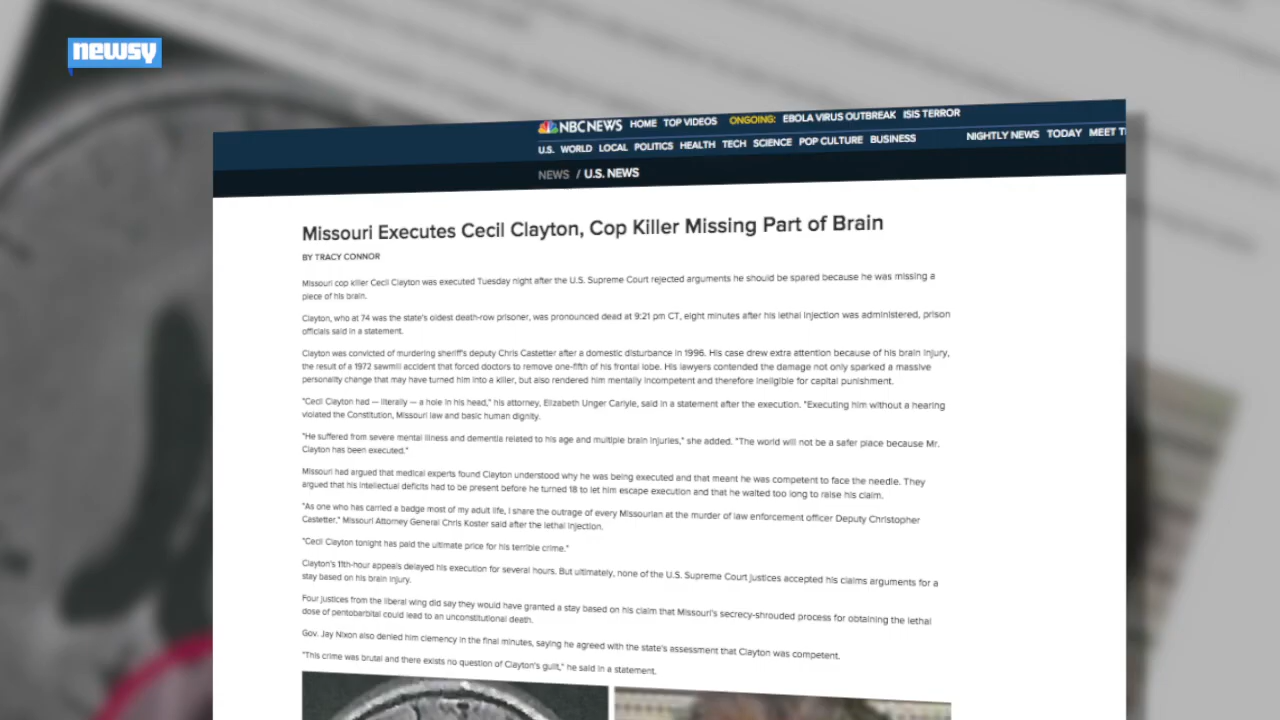 newsy
NBCNEWS HOME TOP VIDEOS ONGOING: EBOLA VIRUS OUTBREAK ISIS TERROR
U.S. WORLD LOCAL POLITICS HEALTH TECH SCIENCE POP CULTURE BUSINESS NIGHTLY NEWS TODAY MEET T
NEWS / U.S. NEWS
Missouri Executes Cecil Clayton, Cop Killer Missing Part of Brain
BY TRACY CONNOR
Missouri cop killer Cecil Clayton was executed Tuesday night after the U.S. Supreme Court rejected arguments he should be spared because he was missing a
piece of his brain.
Clayton, who at 74 was the state's oldest death-row prisoner, was pronounced dead at 9:21 pm CT, eight minutes after his lethal injection was administered, prison
officials said in a statement.
Clayton was convicted of murdering sheriff's deputy Chris Castetter after a domestic disturbance in 1996. His case drew extra attention because of his brain injury,
the result of a 1972 sawmill accident that forced doctors to remove one-fifth of his frontal lobe. His lawyers contended the damage not only sparked a massive
personality change that may have turned him into a killer, but also rendered him mentally incompetent and therefore ineligible for capital punishment.
"Cecil Clayton had — literally — a hole in his head," his attorney, Elizabeth Unger Carlyle, said in a statement after the execution. "Executing him without a hearing
violated the Constitution, Missouri law and basic human dignity.
"He suffered from severe mental illness and dementia related to his age and multiple brain injuries," she added. "The world will not be a safer place because Mr.
Clayton has been executed."
Missouri had argued that medical experts found Clayton understood why he was being executed and that meant he was competent to face the needle. They
argued that his intellectual deficits had to be present before he turned 18 to let him escape execution and that he waited too long to raise his claim.
"As one who has carried a badge most of my adult life, I share the outrage of every Missourian at the murder of law enforcement officer Deputy Christopher
Castetter," Missouri Attorney General Chris Koster said after the lethal injection.
"Cecil Clayton tonight has paid the ultimate price for his terrible crime."
Clayton's 11th-hour appeals delayed his execution for several hours. But ultimately, none of the U.S. Supreme Court justices accepted his claims arguments for a
stay based on his brain injury.
Four justices from the liberal wing did say they would have granted a stay based on his claim that Missouri's secrecy-shrouded process for obtaining the lethal
dose of pentobarbital could lead to an unconstitutional death.
Gov. Jay Nixon also denied him clemency in the final minutes, saying he agreed with the state's assessment that Clayton was competent.
"This crime was brutal and there exists no question of Clayton's guilt," he said in a statement.